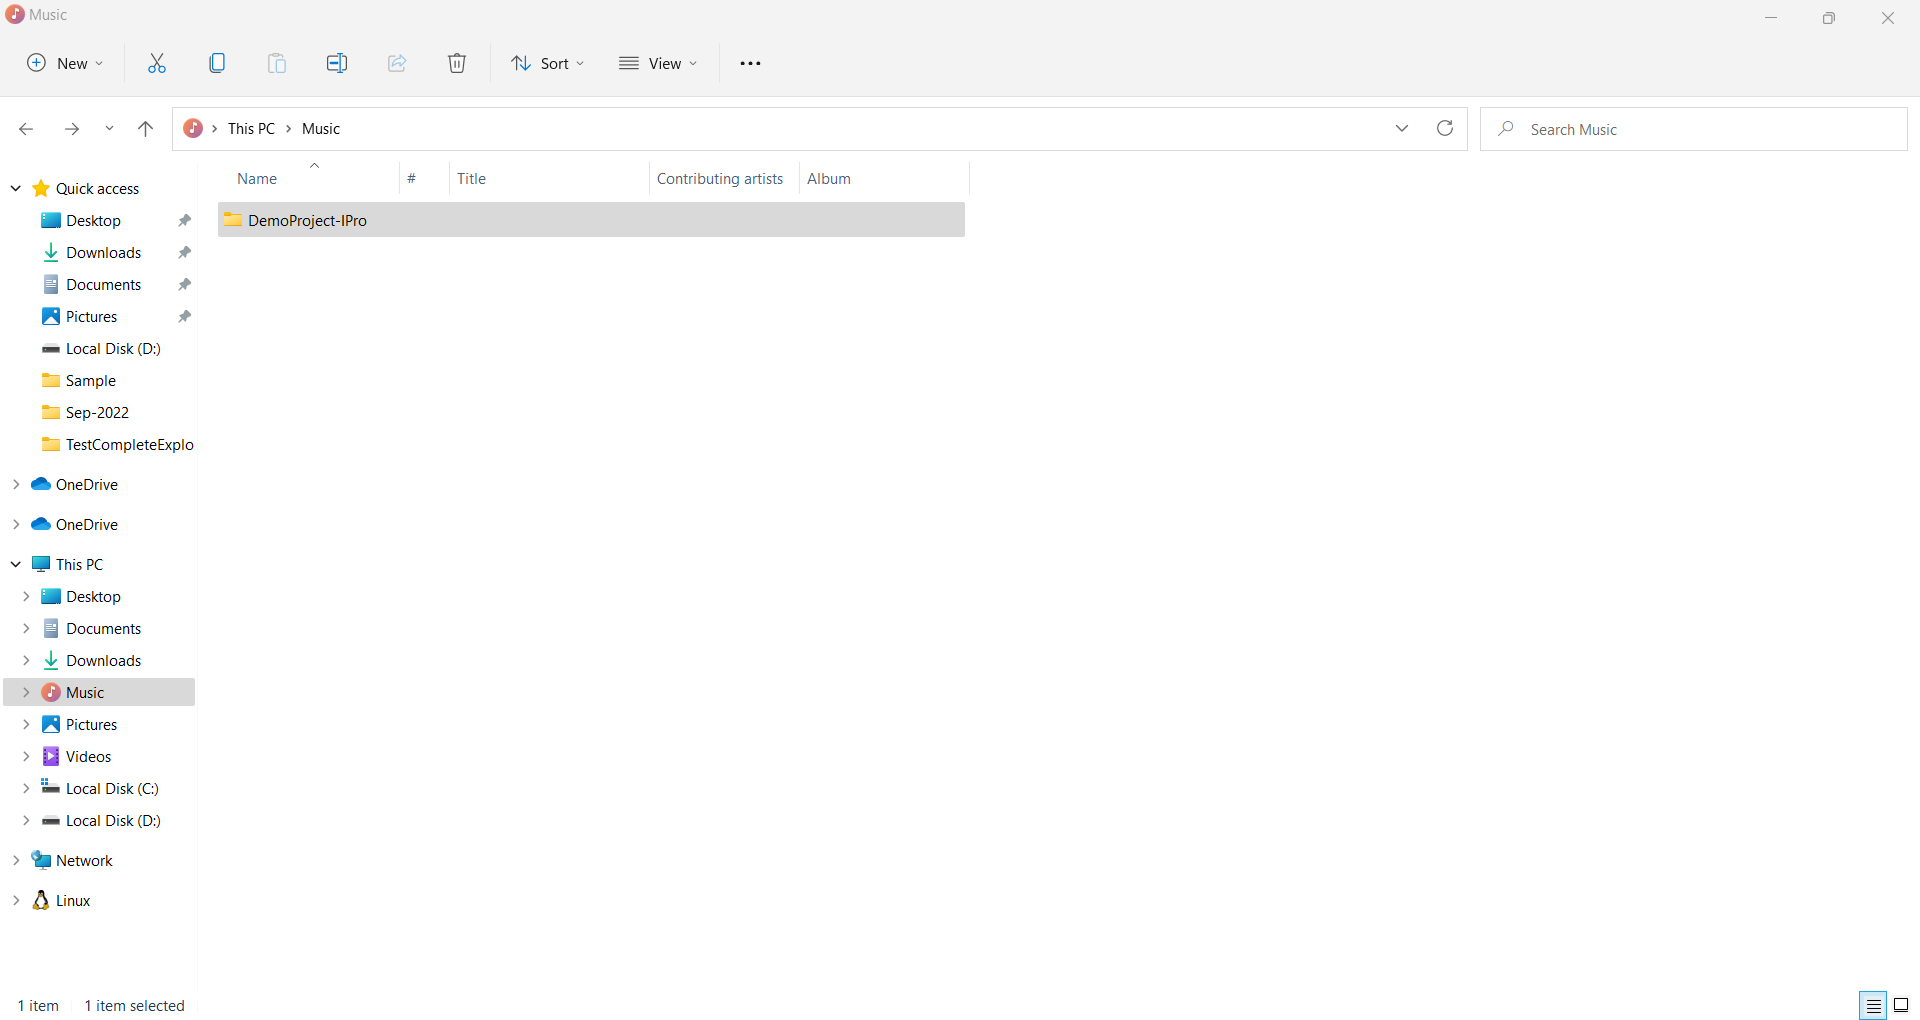 Music
New
Sort
View
This PC
Music
Search Music
Name
#
Title
Contributing artists
Album
DemoProject-IPro
Quick access
Desktop
Downloads
Documents
Pictures
Local Disk (D:)
Sample
Sep-2022
TestCompleteExplo
OneDrive
OneDrive
This PC
Desktop
Documents
Downloads
Music
Pictures
Videos
Local Disk (C:)
Local Disk (D:)
Network
Linux
1 item
1 item selected